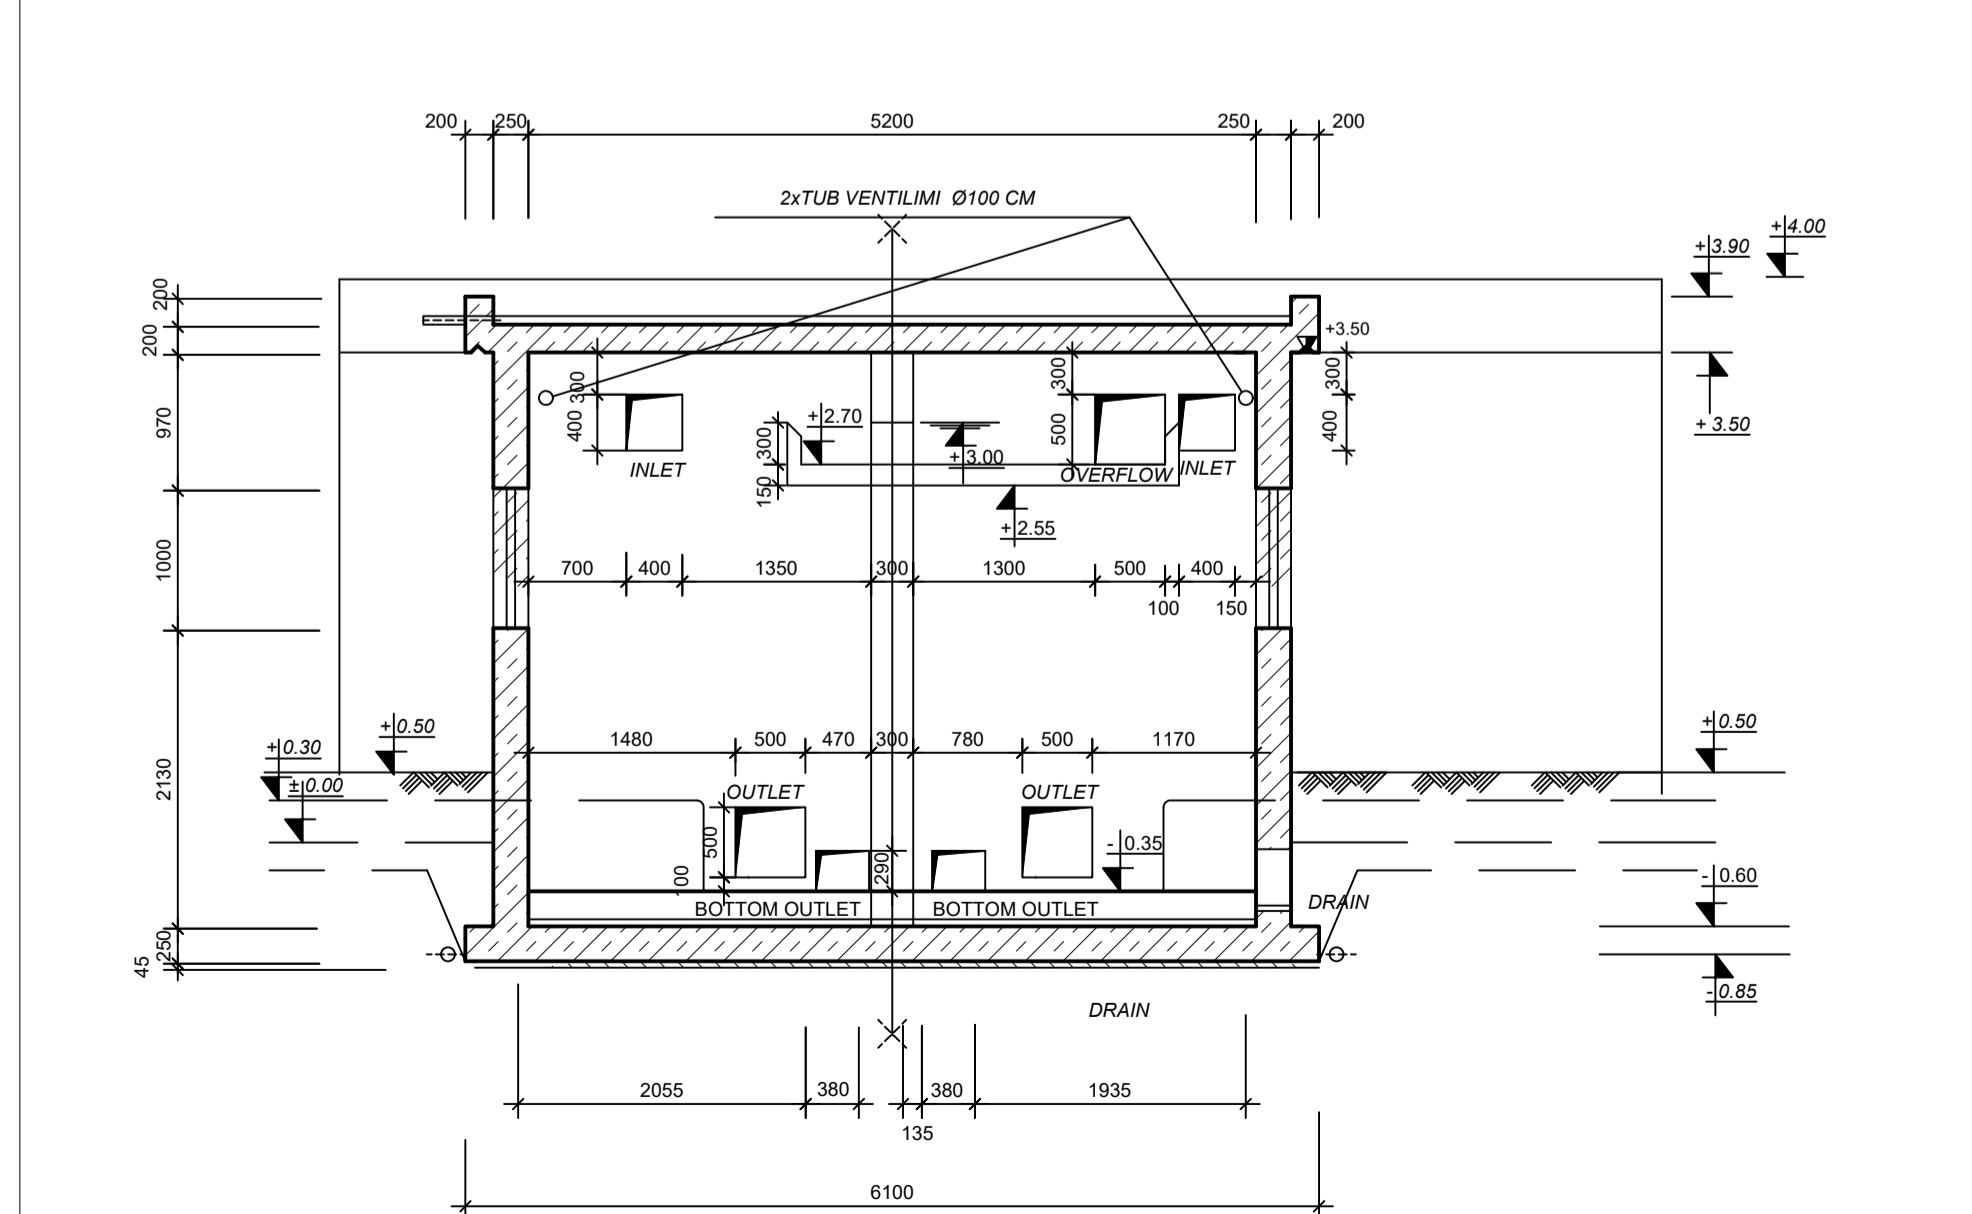 200 250 5200 250 200
2xTUB VENTILIMI Ø100 CM
+4.00
+3.90
200
+3.50
200
300 300 300
+2.70
970 400 300 500 400 +3.50
+3.00
INLET OVERFLOW INLET
150
+2.55
1000 700 400 1350 300 1300 500 400
100 150
+0.50 +0.50
+0.30 1480 500 470 300 780 500 1170
±0.00
2130 OUTLET OUTLET
500 -0.35
290
-0.60
BOTTOM OUTLET BOTTOM OUTLET DRAIN
250
45
-0.85
DRAIN
2055 380 380 1935
135
6100